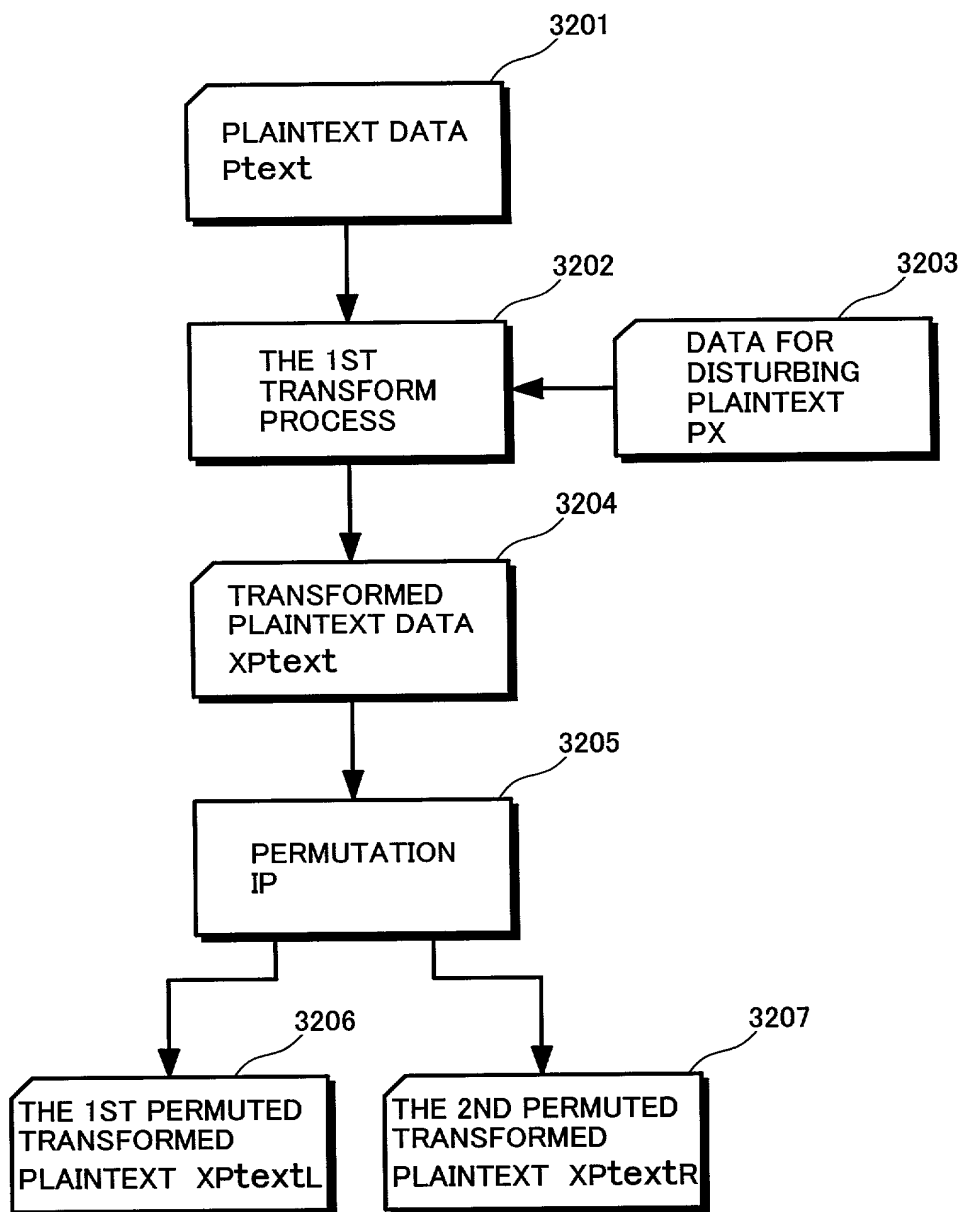 3201
PLAINTEXT DATA
Ptext
3202
THE 1ST
TRANSFORM
PROCESS
3203
DATA FOR
DISTURBING
PLAINTEXT
PX
3204
TRANSFORMED
PLAINTEXT DATA
XPtext
3205
PERMUTATION
IP
3206
THE 1ST PERMUTED
TRANSFORMED
PLAINTEXT XPtextL
3207
THE 2ND PERMUTED
TRANSFORMED
PLAINTEXT XPtextR